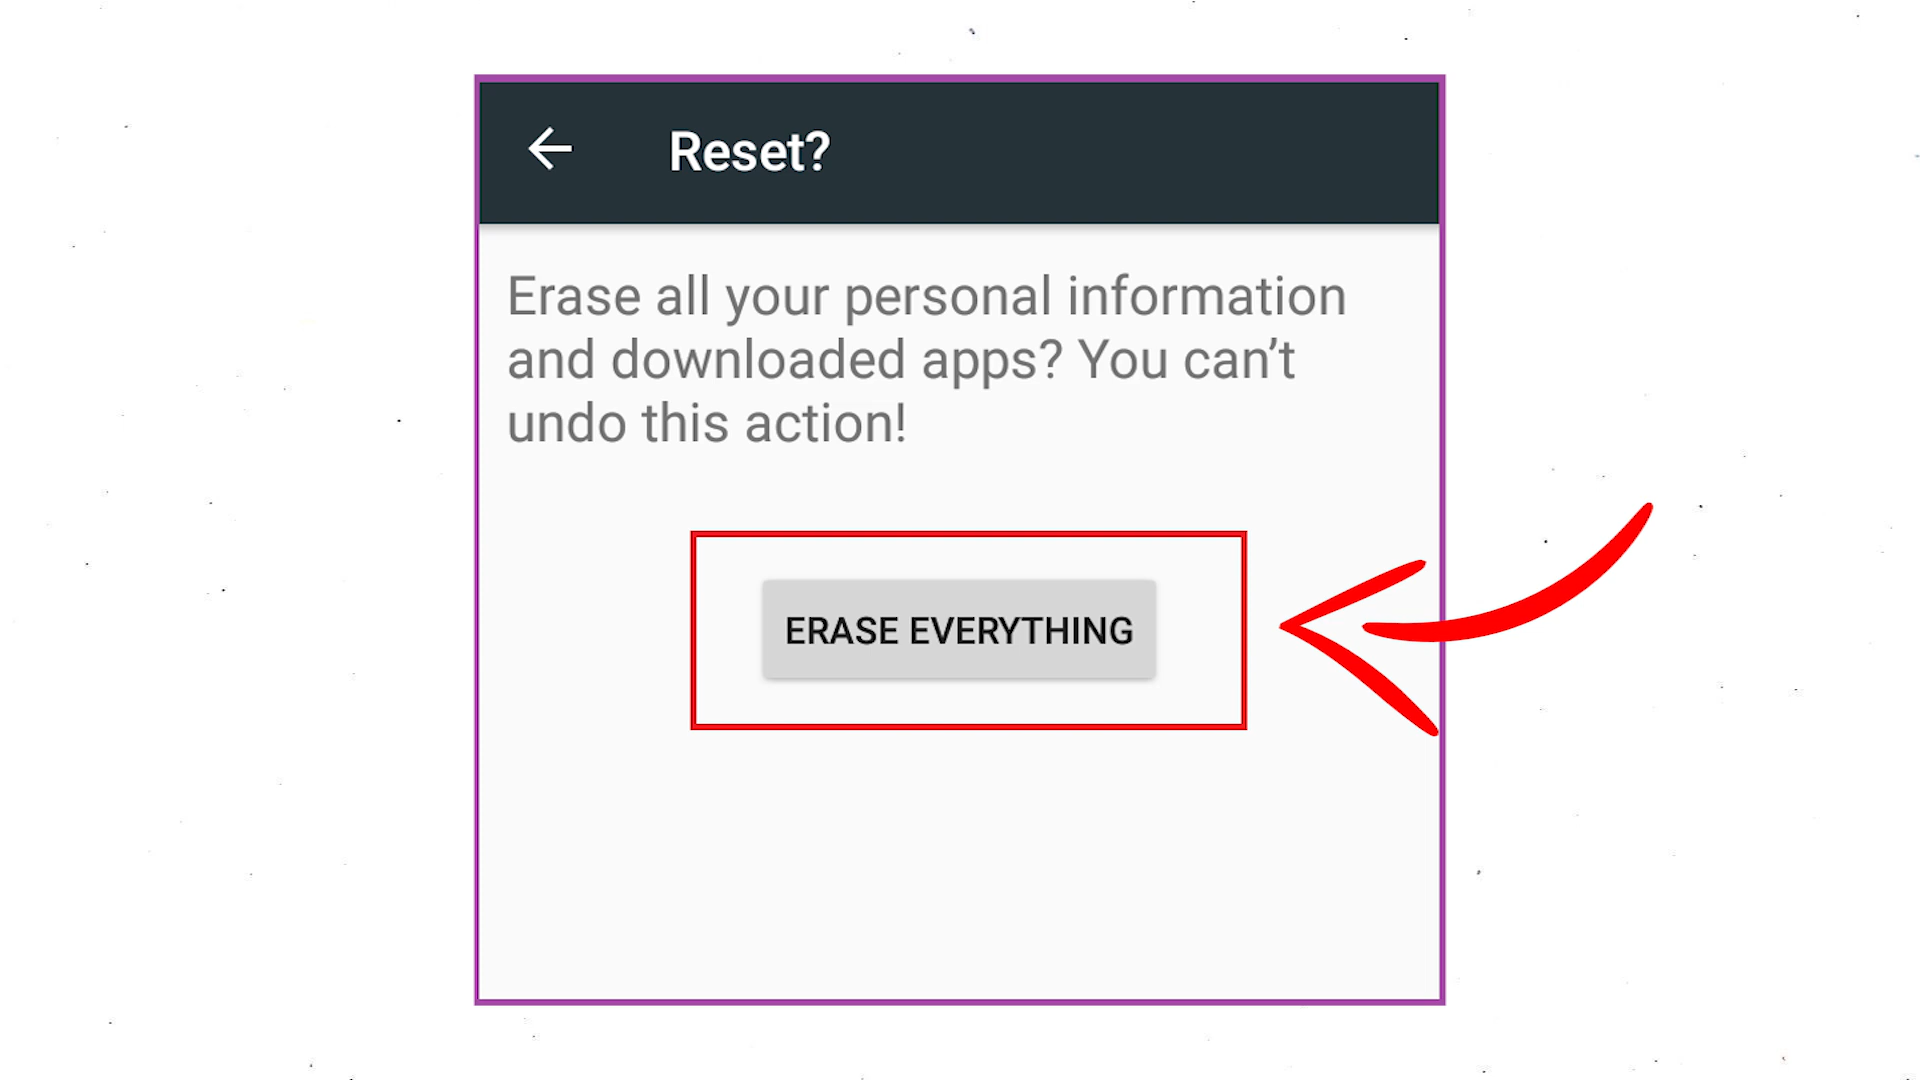 Reset?
Erase all your personal information
and downloaded apps? You can’t
undo this action!
ERASE EVERYTHING